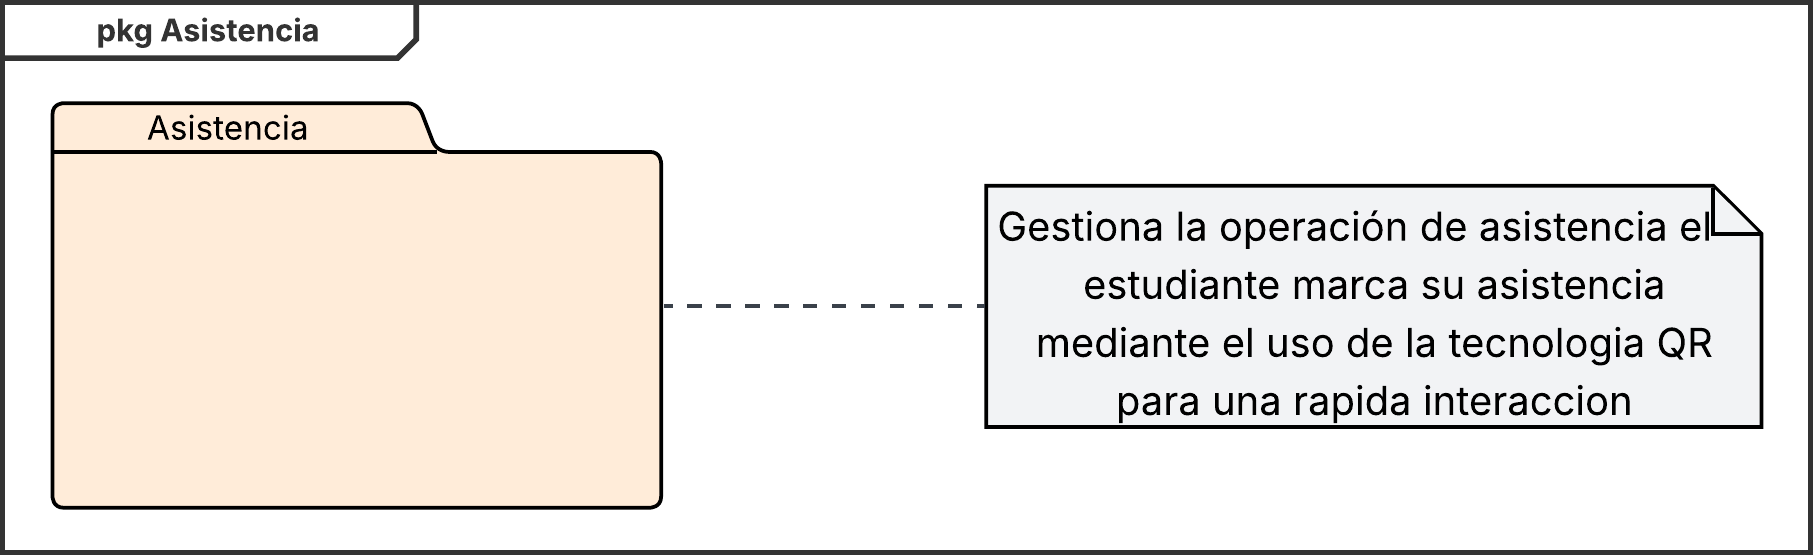 pkg Asistencia
Asistencia
Gestiona la operación de asistencia el
estudiante marca su asistencia
mediante el uso de la tecnologia QR
para una rapida interaccion